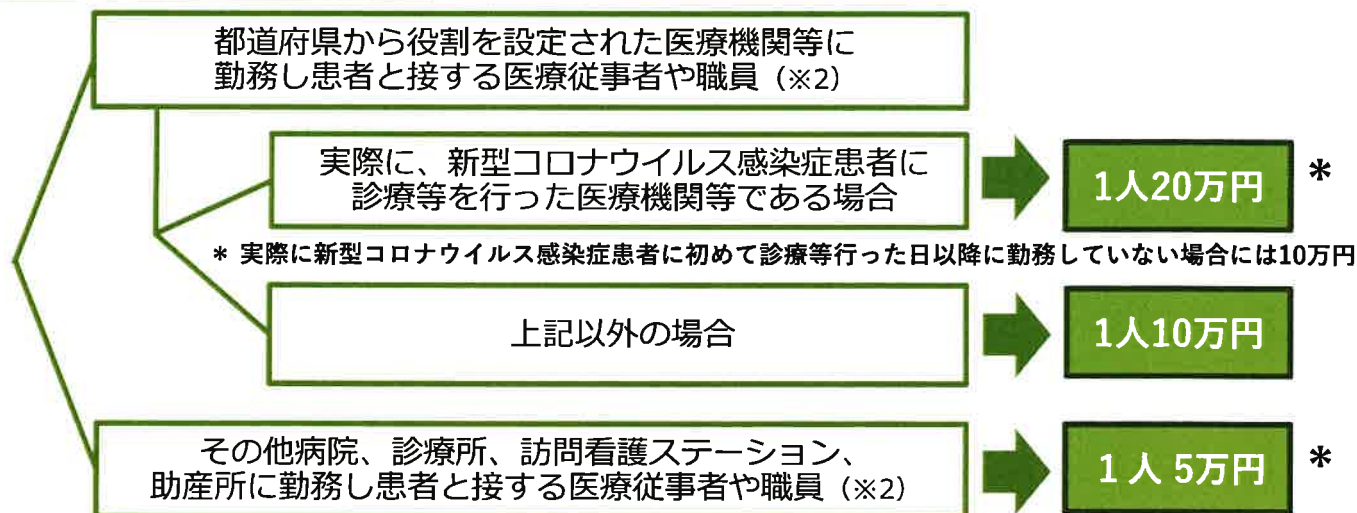 都道府県から役割を設定された医療機関等に
勤務し患者と接する医療従事者や職員（※2）
実際に、新型コロナウイルス感染症患者に
診療等を行った医療機関等である場合
1人20万円
*
* 実際に新型コロナウイルス感染症患者に初めて診療等行った日以降に勤務していない場合には10万円
上記以外の場合
1人10万円
その他病院、診療所、訪問看護ステーション、
助産所に勤務し患者と接する医療従事者や職員（※2）
1人 5万円
*